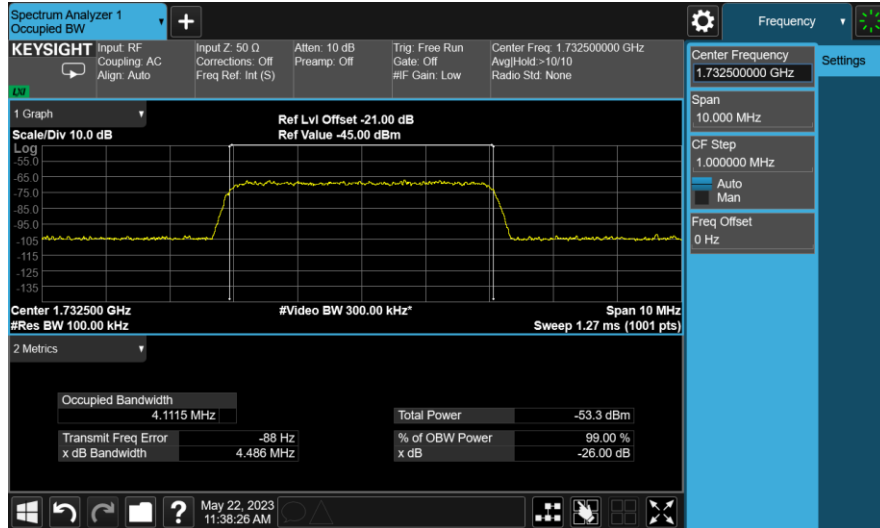 Spectrum Analyzer 1
Occupied BW
+
Frequency
KEYSIGHT
Input: RF
Coupling: AC
Align: Auto
Input Z: 50 Ω
Corrections: Off
Freq Ref: Int (S)
Atten: 10 dB
Preamp: Off
Trig: Free Run
Gate: Off
#IF Gain: Low
Center Freq: 1.732500000 GHz
Avg|Hold:>10/10
Radio Std: None
LXI
Center Frequency
1.732500000 GHz
Settings
Span
10.000 MHz
CF Step
1.000000 MHz
Auto
Man
Freq Offset
0 Hz
1 Graph
Scale/Div 10.0 dB
Ref Lvl Offset -21.00 dB
Ref Value -45.00 dBm
Log
-55.0
-65.0
-75.0
-85.0
-95.0
-105
-115
-125
-135
Center 1.732500 GHz
#Video BW 300.00 kHz*
Span 10 MHz
#Res BW 100.00 kHz
Sweep 1.27 ms (1001 pts)
2 Metrics
Occupied Bandwidth
4.1115 MHz
Total Power -53.3 dBm
Transmit Freq Error -88 Hz
% of OBW Power 99.00 %
x dB Bandwidth 4.486 MHz
x dB -26.00 dB
?
May 22, 2023
11:38:26 AM